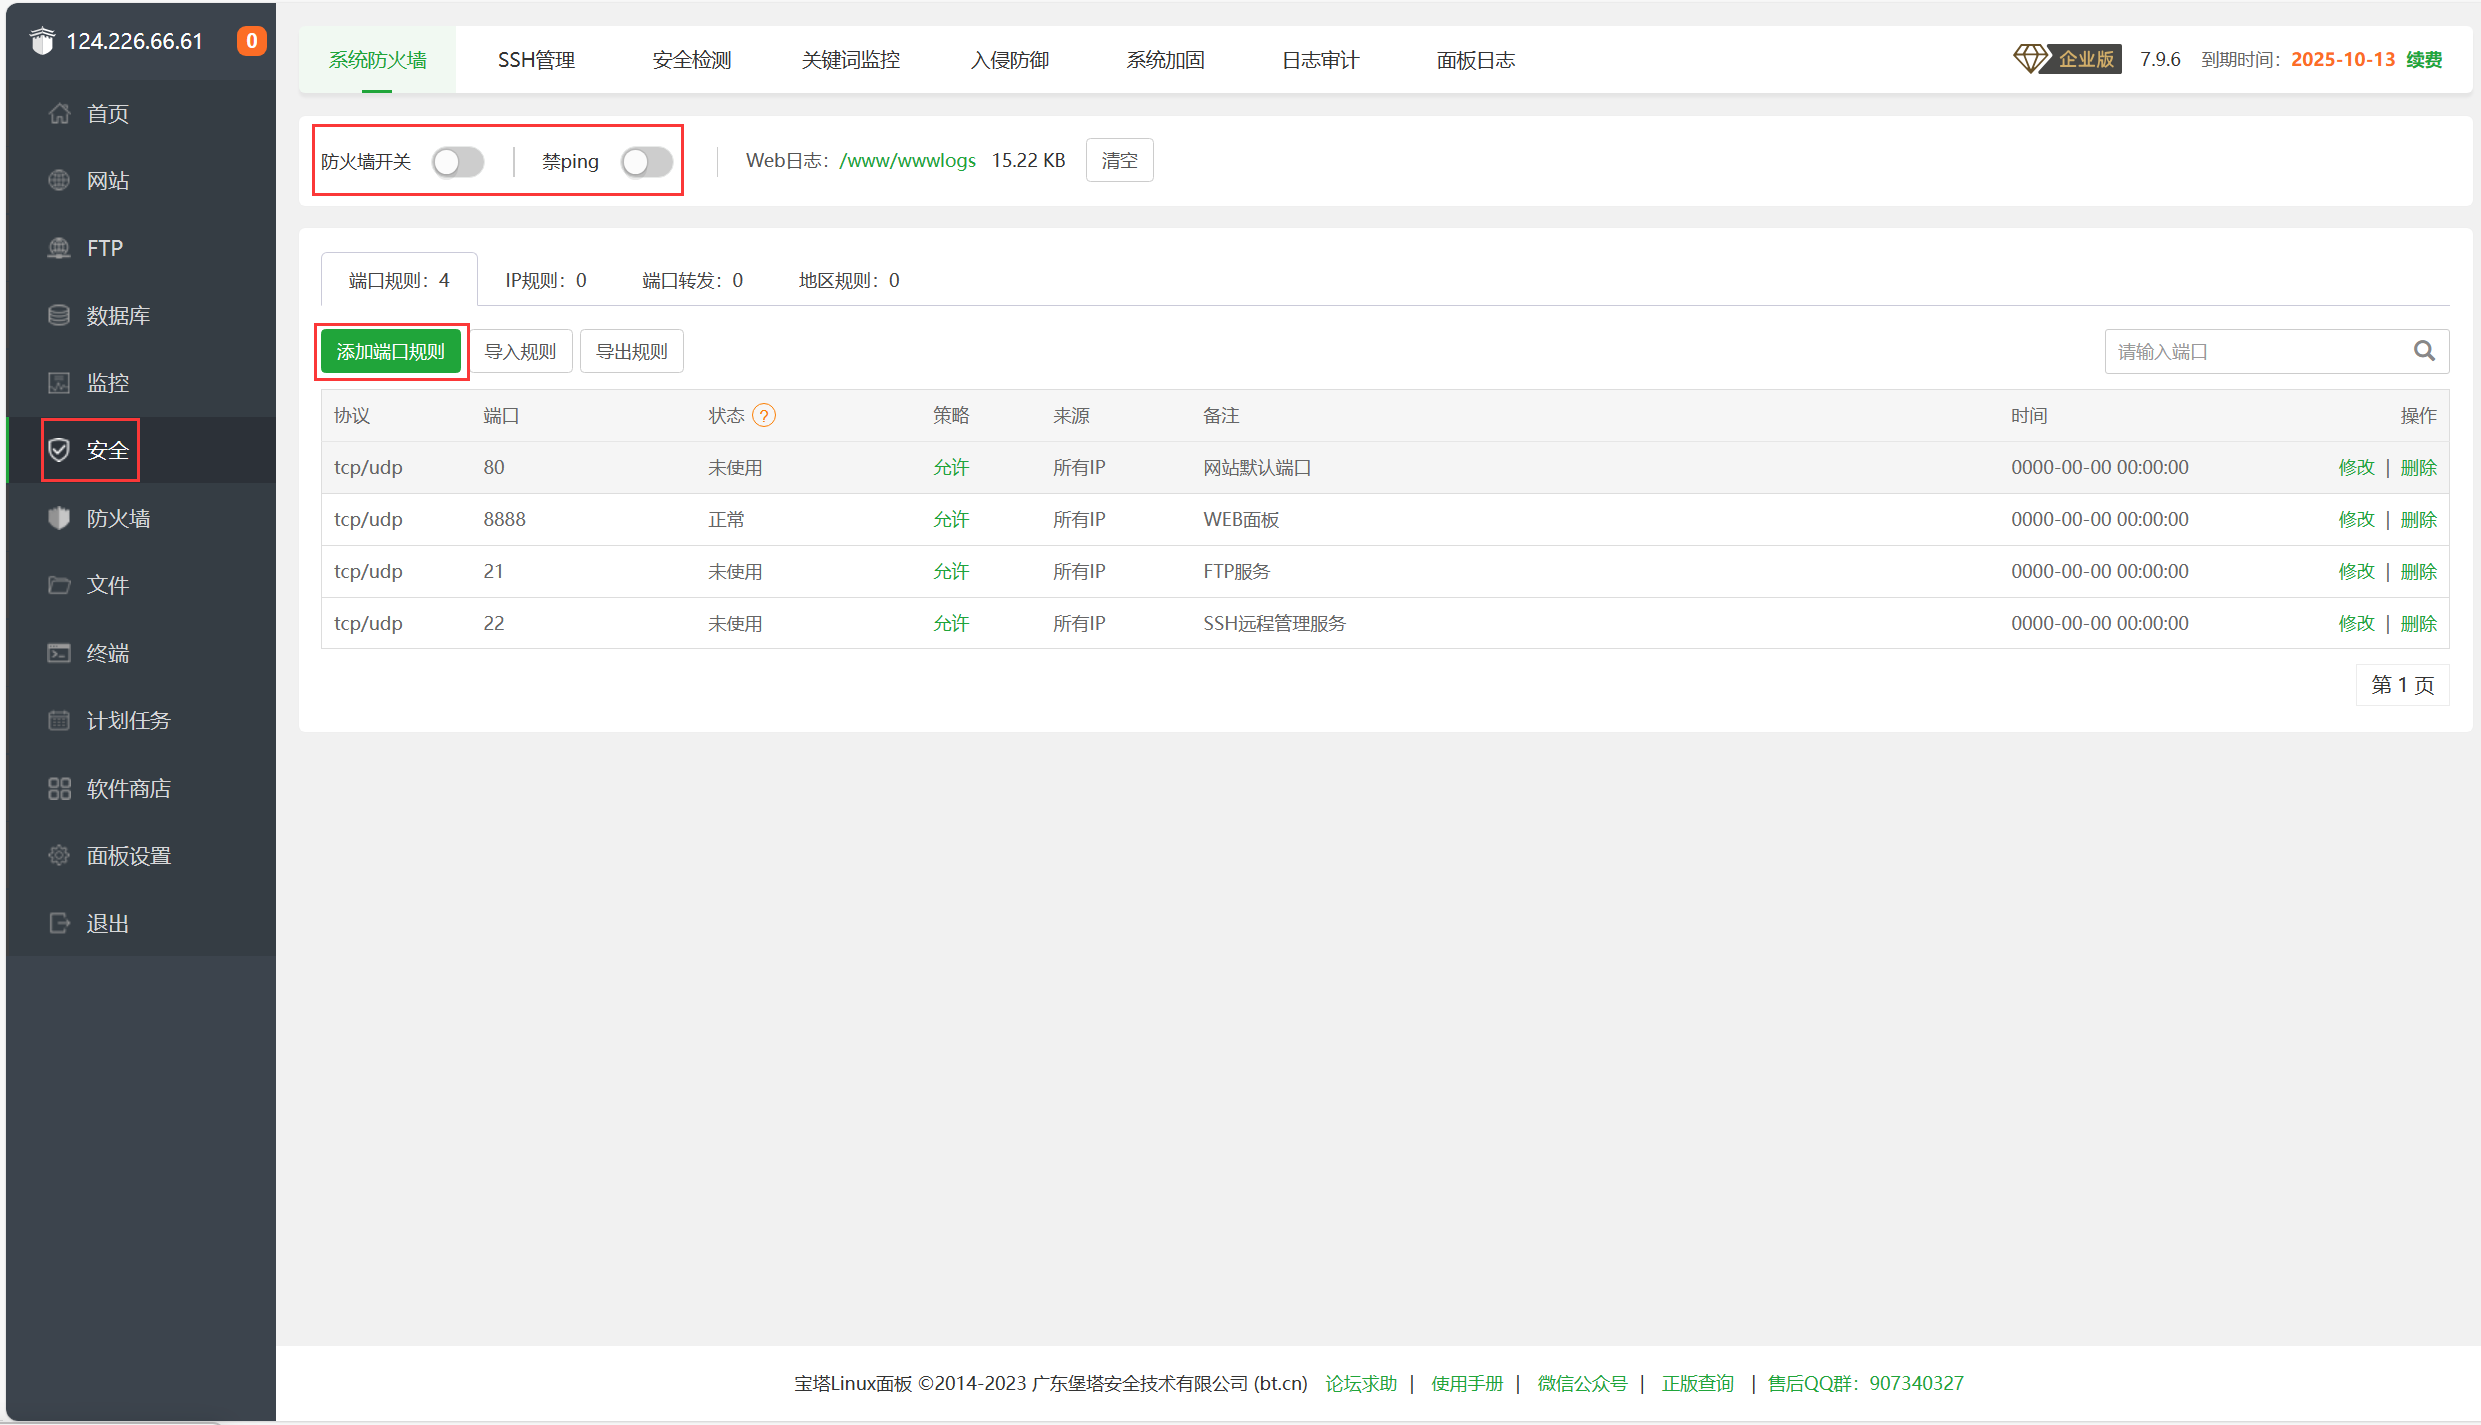 124.226.66.61 0
首页
网站
FTP
数据库
监控
安全
防火墙
文件
终端
计划任务
软件商店
面板设置
退出
系统防火墙 SSH管理 安全检测 关键词监控 入侵防御 系统加固 日志审计 面板日志 企业版 7.9.6 到期时间：2025-10-13 续费
防火墙开关 禁ping Web日志：/www/wwwlogs 15.22 KB 清空
端口规则：4 IP规则：0 端口转发：0 地区规则：0
添加端口规则 导入规则 导出规则 请输入端口
协议 端口 状态 ? 策略 来源 备注 时间 操作
tcp/udp 80 未使用 允许 所有IP 网站默认端口 0000-00-00 00:00:00 修改 | 删除
tcp/udp 8888 正常 允许 所有IP WEB面板 0000-00-00 00:00:00 修改 | 删除
tcp/udp 21 未使用 允许 所有IP FTP服务 0000-00-00 00:00:00 修改 | 删除
tcp/udp 22 未使用 允许 所有IP SSH远程管理服务 0000-00-00 00:00:00 修改 | 删除
第 1 页
宝塔Linux面板 ©2014-2023 广东堡塔安全技术有限公司 (bt.cn) 论坛求助 | 使用手册 | 微信公众号 | 正版查询 | 售后QQ群：907340327